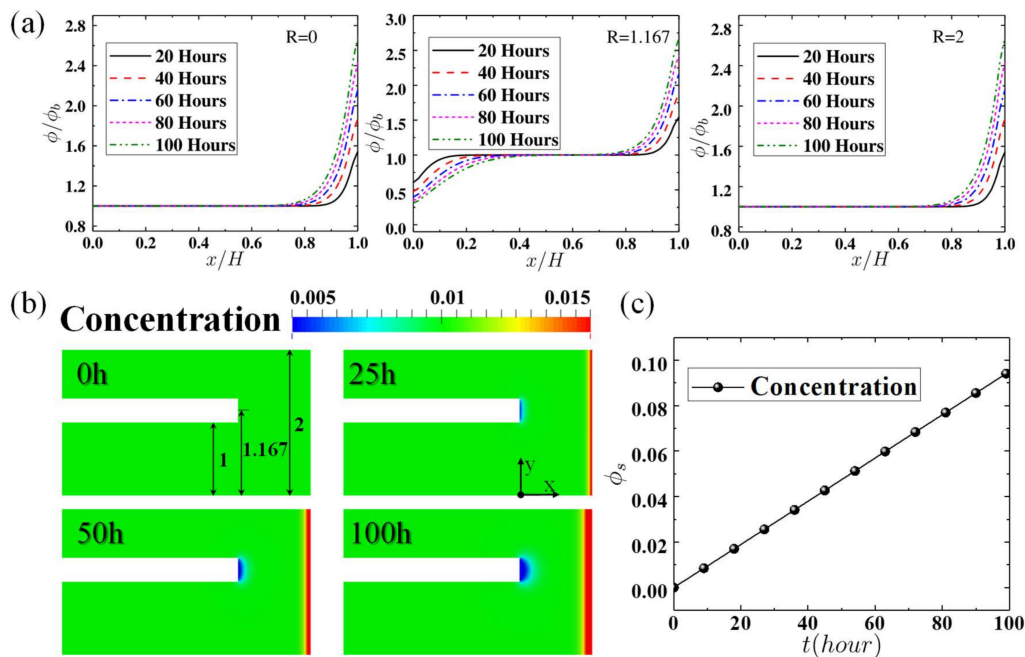 (a)
R=0
20 Hours
40 Hours
60 Hours
80 Hours
100 Hours
2.8
2.4
2.0
1.6
1.2
0.8
ϕ/ϕ_b
0.0 0.2 0.4 0.6 0.8 1.0
x/H
R=1.167
20 Hours
40 Hours
60 Hours
80 Hours
100 Hours
3.0
2.5
2.0
1.5
1.0
0.5
0.0
ϕ/ϕ_b
0.0 0.2 0.4 0.6 0.8 1.0
x/H
R=2
20 Hours
40 Hours
60 Hours
80 Hours
100 Hours
2.8
2.4
2.0
1.6
1.2
0.8
ϕ/ϕ_b
0.0 0.2 0.4 0.6 0.8 1.0
x/H
(b)
Concentration
0.005 0.01 0.015
0h
1 1.167 2
25h
y
x
50h
100h
(c)
Concentration
0.10
0.08
0.06
0.04
0.02
0.00
ϕ_s
0 20 40 60 80 100
t(hour)